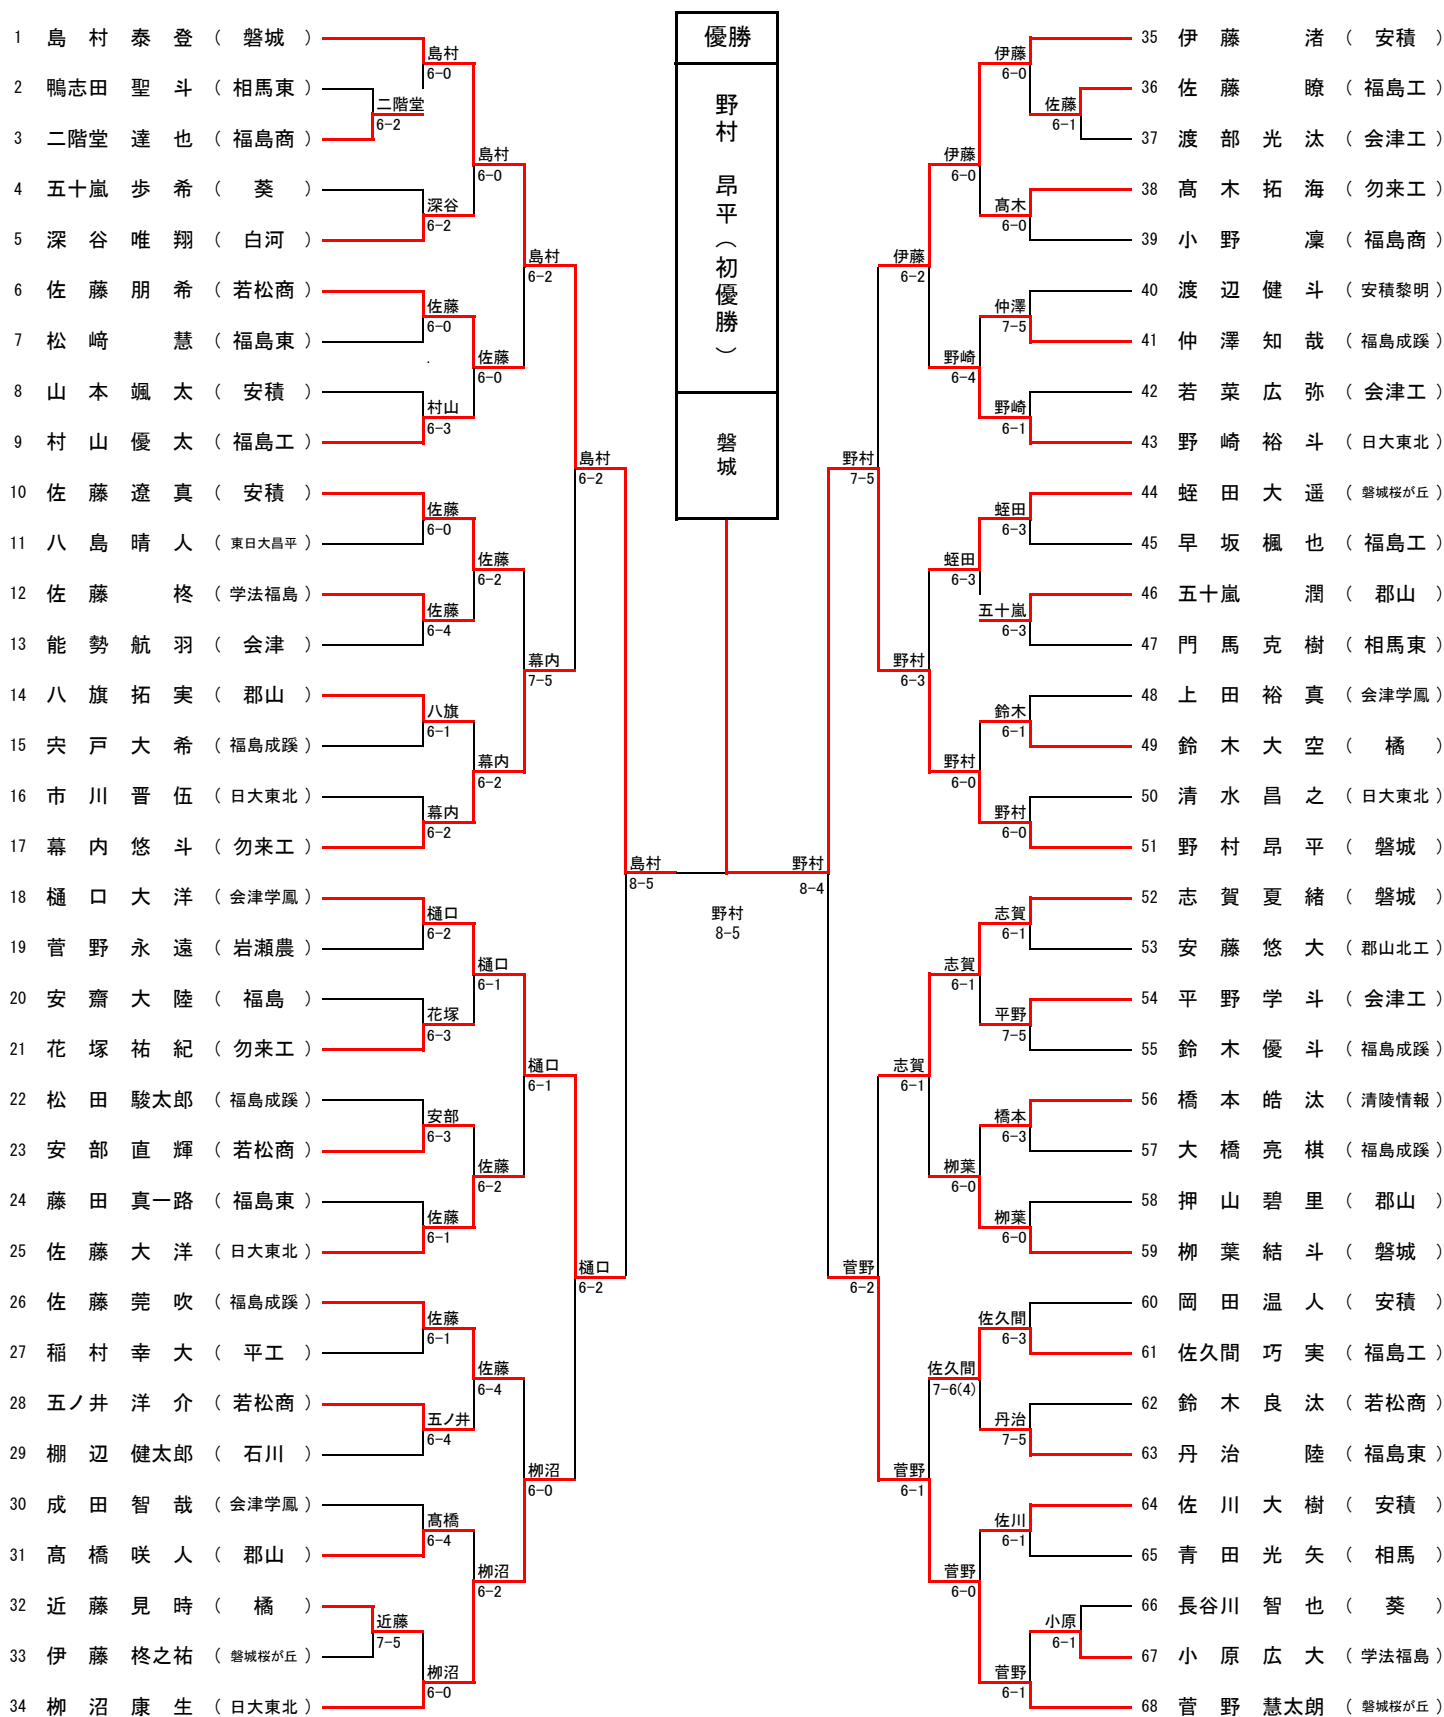 優勝
野村 昂平（初優勝）
磐城
1 島村泰登（磐城）
2 鴨志田聖斗（相馬東）
3 二階堂達也（福島商）
4 五十嵐歩希（葵）
5 深谷唯翔（白河）
6 佐藤朋希（若松商）
7 松﨑慧（福島東）
8 山本颯太（安積）
9 村山優太（福島工）
10 佐藤遼真（安積）
11 八島晴人（東日大昌平）
12 佐藤柊（学法福島）
13 能勢航羽（会津）
14 八旗拓実（郡山）
15 宍戸大希（福島成蹊）
16 市川晋伍（日大東北）
17 幕内悠斗（勿来工）
18 樋口大洋（会津学鳳）
19 菅野永遠（岩瀬農）
20 安齋大陸（福島）
21 花塚祐紀（勿来工）
22 松田駿太郎（福島成蹊）
23 安部直輝（若松商）
24 藤田真一路（福島東）
25 佐藤大洋（日大東北）
26 佐藤莞吹（福島成蹊）
27 稲村幸大（平工）
28 五ノ井洋介（若松商）
29 棚辺健太郎（石川）
30 成田智哉（会津学鳳）
31 髙橋咲人（郡山）
32 近藤見時（橘）
33 伊藤柊之祐（磐城桜が丘）
34 栁沼康生（日大東北）
二階堂
6-2
近藤
7-5
島村
6-0
深谷
6-2
佐藤
6-0
村山
6-3
佐藤
6-0
佐藤
6-4
八旗
6-1
幕内
6-2
樋口
6-2
花塚
6-3
安部
6-3
佐藤
6-1
佐藤
6-1
五ノ井
6-4
髙橋
6-4
栁沼
6-0
島村
6-0
佐藤
6-0
佐藤
6-2
幕内
6-2
樋口
6-1
佐藤
6-2
佐藤
6-4
栁沼
6-2
島村
6-2
幕内
7-5
樋口
6-1
栁沼
6-0
島村
6-2
樋口
6-2
島村
8-5
野村
8-5
野村
8-4
野村
7-5
菅野
6-2
伊藤
6-2
野村
6-3
志賀
6-1
菅野
6-1
伊藤
6-0
野崎
6-4
蛭田
6-3
野村
6-0
志賀
6-1
栁葉
6-0
佐久間
7-6(4)
菅野
6-0
伊藤
6-0
髙木
6-0
仲澤
7-5
野崎
6-1
蛭田
6-3
五十嵐
6-3
鈴木
6-1
野村
6-0
志賀
6-1
平野
7-5
橋本
6-3
栁葉
6-0
佐久間
6-3
丹治
7-5
佐川
6-1
菅野
6-1
佐藤
6-1
小原
6-1
35 伊藤渚（安積）
36 佐藤瞭（福島工）
37 渡部光汰（会津工）
38 髙木拓海（勿来工）
39 小野凜（福島商）
40 渡辺健斗（安積黎明）
41 仲澤知哉（福島成蹊）
42 若菜広弥（会津工）
43 野崎裕斗（日大東北）
44 蛭田大遥（磐城桜が丘）
45 早坂楓也（福島工）
46 五十嵐潤（郡山）
47 門馬克樹（相馬東）
48 上田裕真（会津学鳳）
49 鈴木大空（橘）
50 清水昌之（日大東北）
51 野村昂平（磐城）
52 志賀夏緒（磐城）
53 安藤悠大（郡山北工）
54 平野学斗（会津工）
55 鈴木優斗（福島成蹊）
56 橋本皓汰（清陵情報）
57 大橋亮棋（福島成蹊）
58 押山碧里（郡山）
59 栁葉結斗（磐城）
60 岡田温人（安積）
61 佐久間巧実（福島工）
62 鈴木良汰（若松商）
63 丹治陸（福島東）
64 佐川大樹（安積）
65 青田光矢（相馬）
66 長谷川智也（葵）
67 小原広大（学法福島）
68 菅野慧太朗（磐城桜が丘）